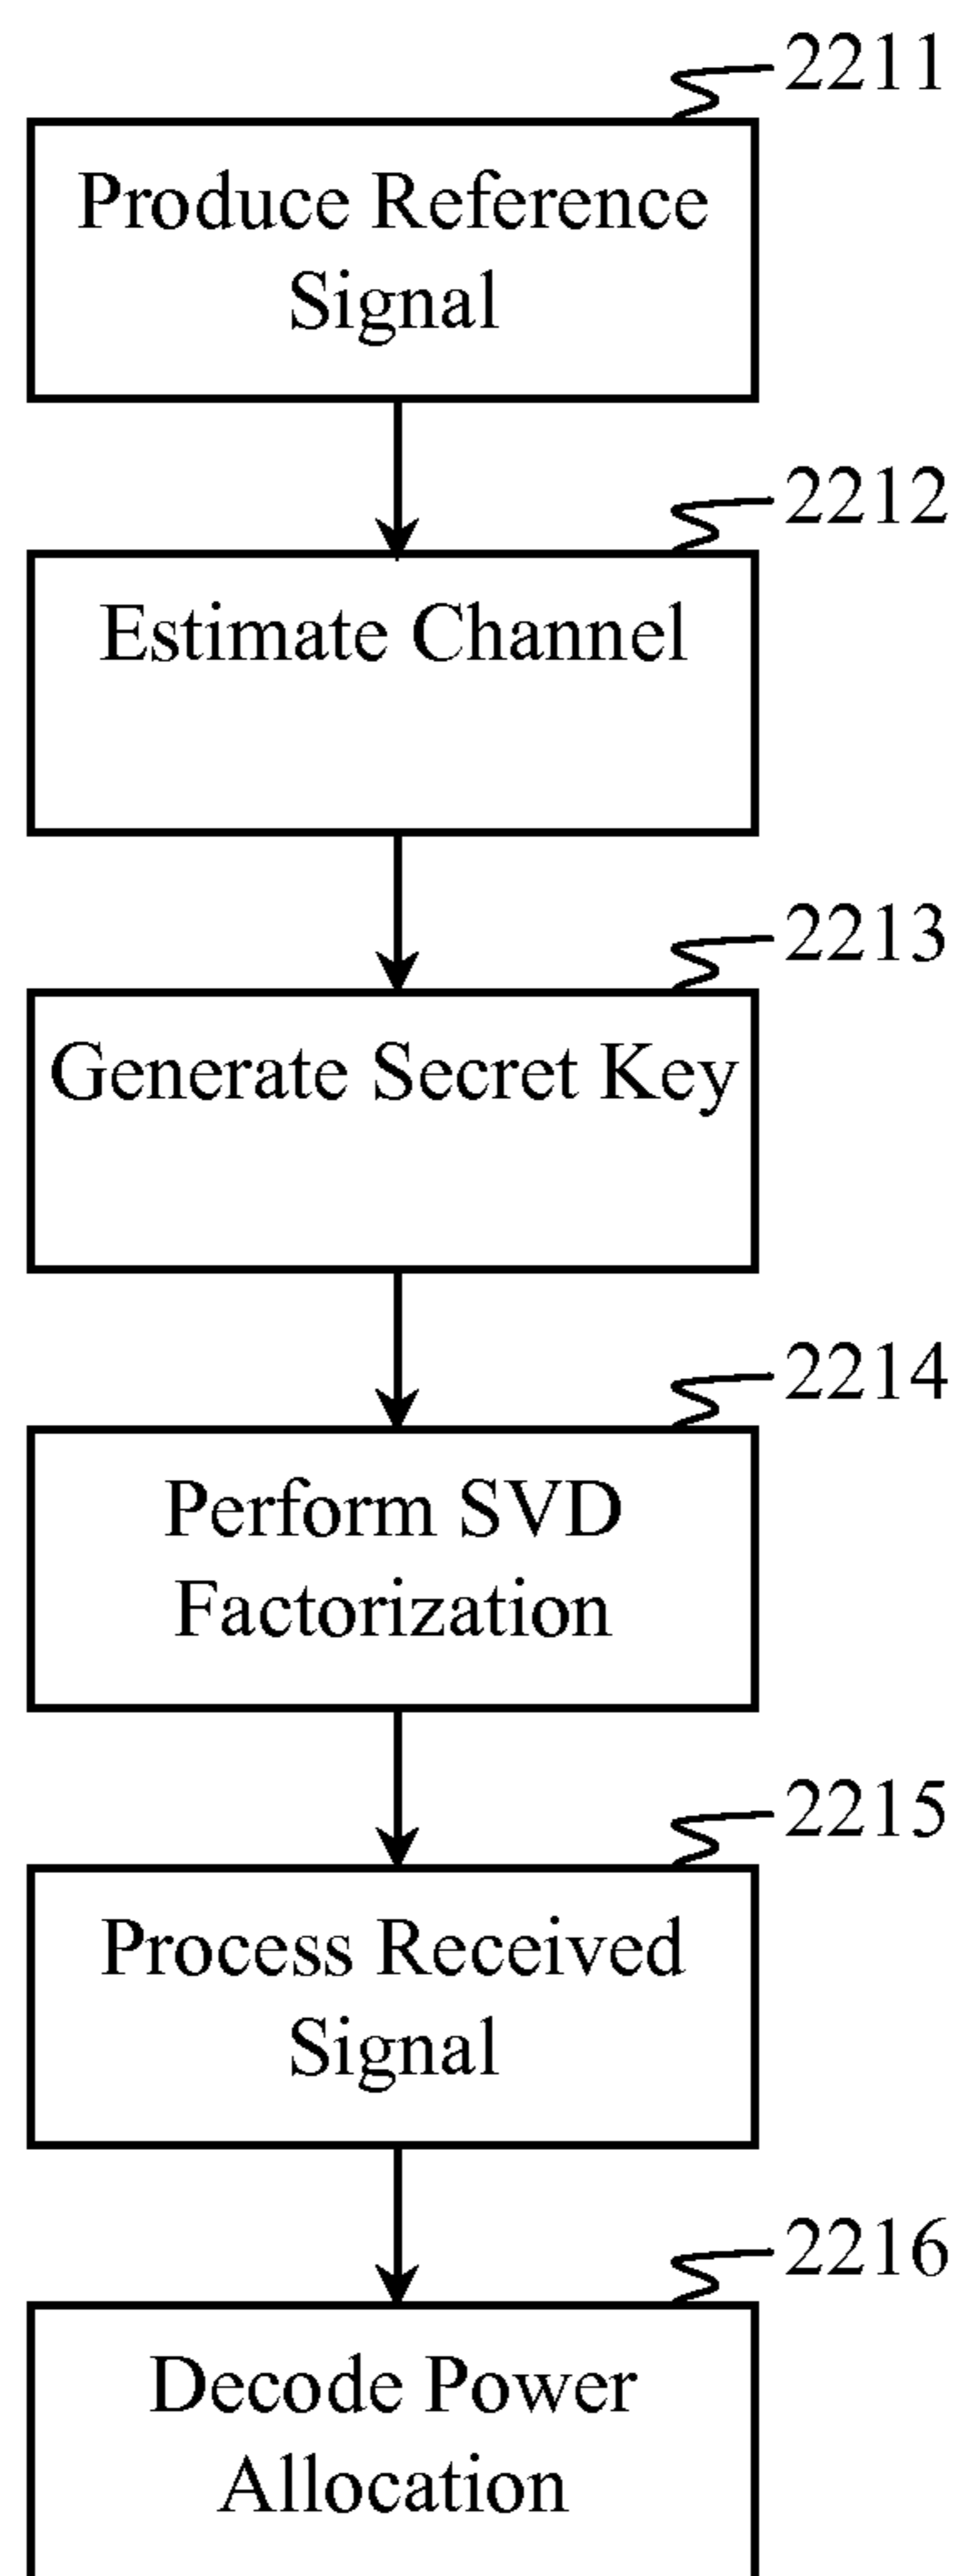 2211
Produce Reference
Signal
2212
Estimate Channel
2213
Generate Secret Key
2214
Perform SVD
Factorization
2215
Process Received
Signal
2216
Decode Power
Allocation